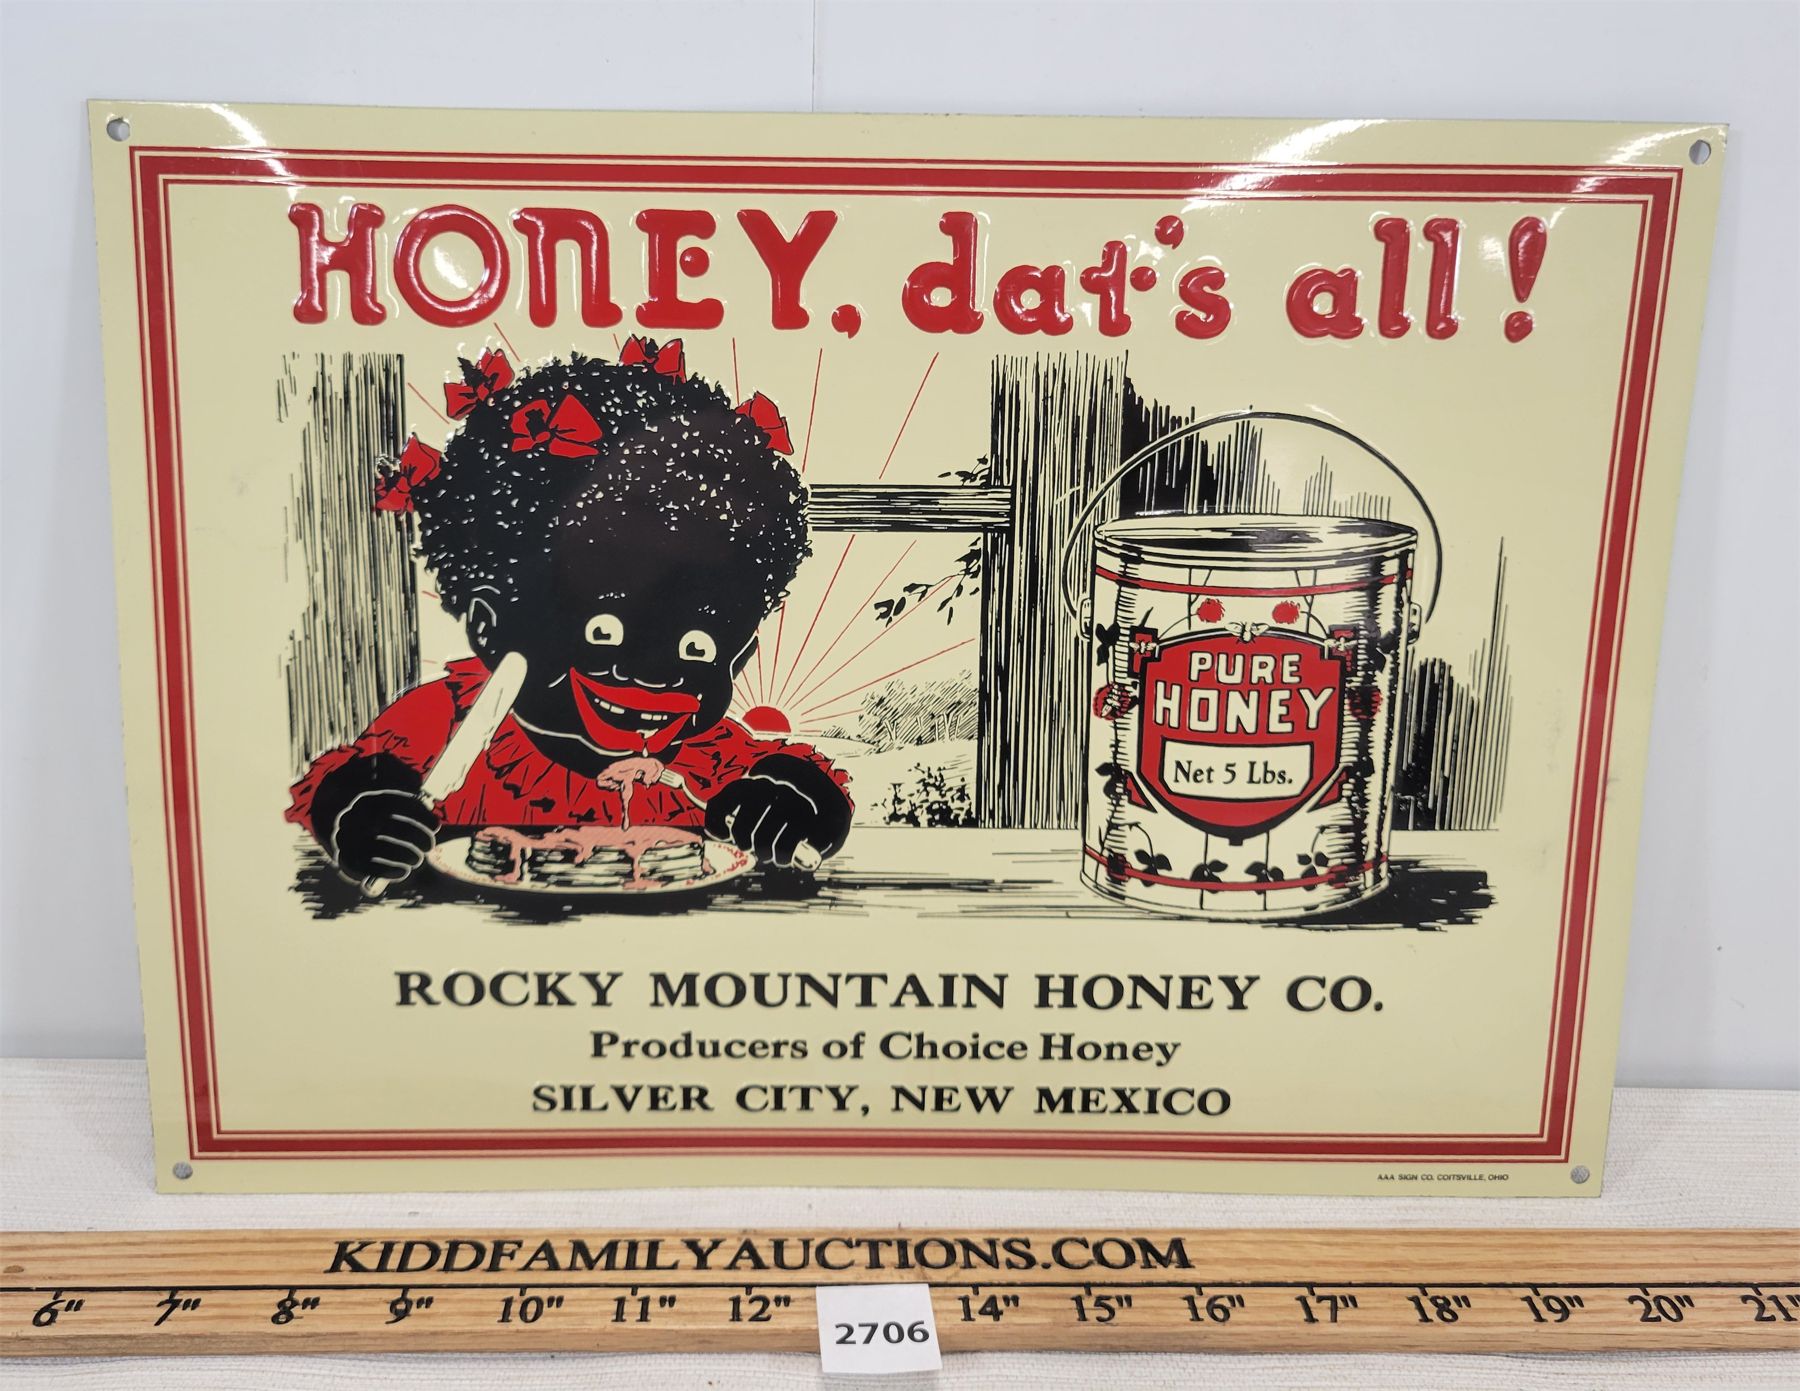 HONEY, dat's all!
PURE
HONEY
Net 5 Lbs.
ROCKY MOUNTAIN HONEY CO.
Producers of Choice Honey
SILVER CITY, NEW MEXICO
AAA SIGN CO. COITSVILLE, OHIO
KIDDFAMILYAUCTIONS.COM
6" 7" 8" 9" 10" 11" 12" 14" 15" 16" 17" 18" 19" 20" 21"
2706